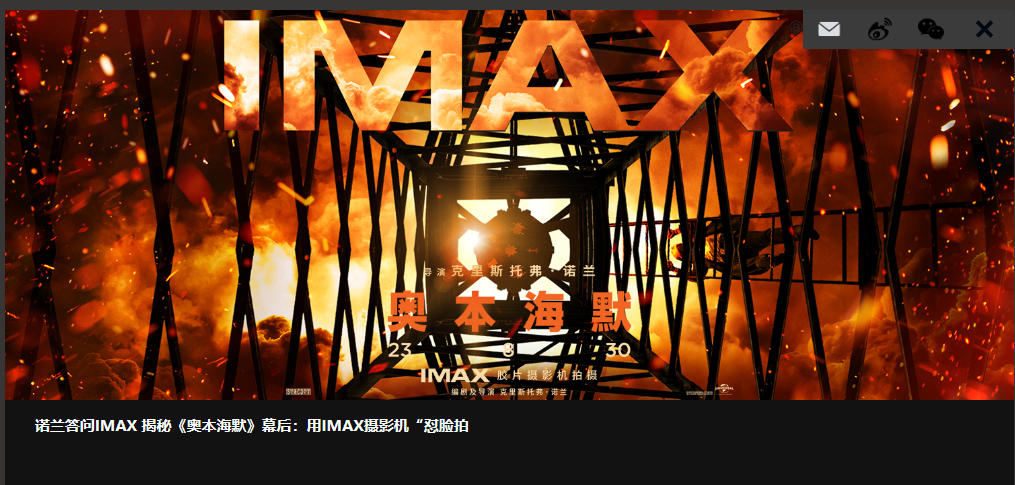 IMAX
导演 克里斯托弗·诺兰
奥本海默
23 8 30
IMAX 胶片摄影机拍摄
编剧及导演 克里斯托弗·诺兰
诺兰答问IMAX 揭秘《奥本海默》幕后：用IMAX摄影机“怼脸拍